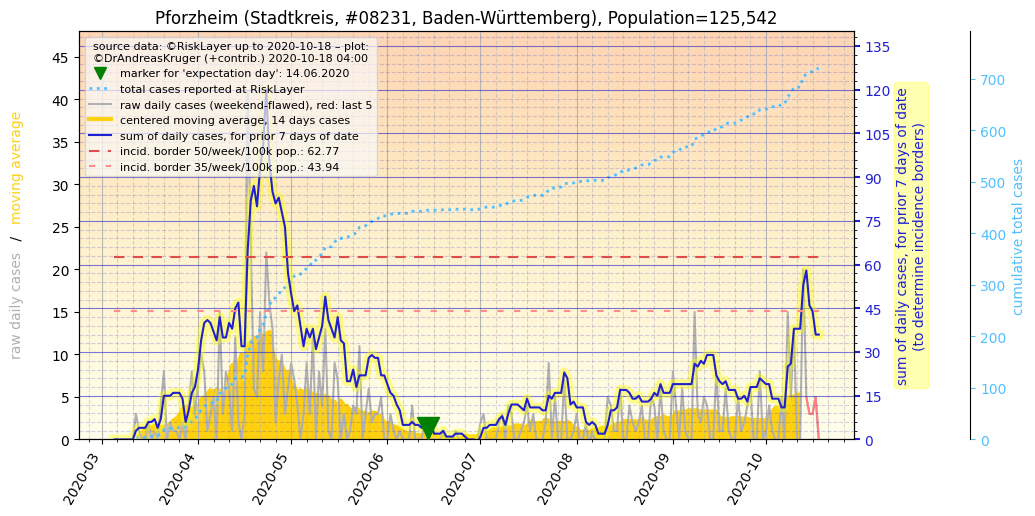 Pforzheim (Stadtkreis, #08231, Baden-Württemberg), Population=125,542
source data: ©RiskLayer up to 2020-10-18 – plot:
©DrAndreasKruger (+contrib.) 2020-10-18 04:00
marker for 'expectation day': 14.06.2020
total cases reported at RiskLayer
raw daily cases (weekend-flawed), red: last 5
centered moving average, 14 days cases
sum of daily cases, for prior 7 days of date
incid. border 50/week/100k pop.: 62.77
incid. border 35/week/100k pop.: 43.94
raw daily cases / moving average
45
40
35
30
25
20
15
10
5
0
2020-03
2020-04
2020-05
2020-06
2020-07
2020-08
2020-09
2020-10
135
120
105
90
75
60
45
30
15
0
sum of daily cases, for prior 7 days of date
(to determine incidence borders)
700
600
500
400
300
200
100
0
cumulative total cases